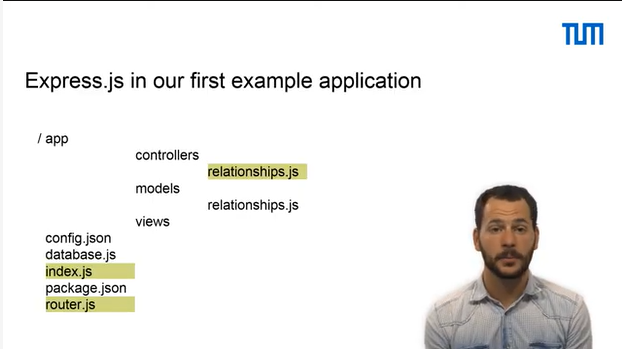 TUM
Express.js in our first example application
/ app
controllers
relationships.js
models
relationships.js
views
config.json
database.js
index.js
package.json
router.js